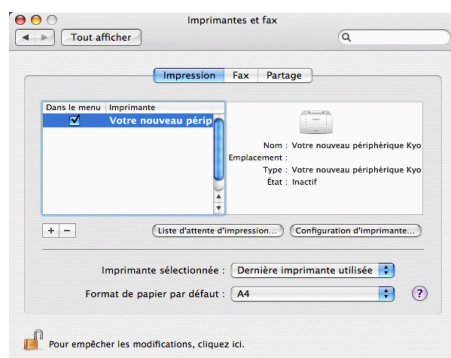 Imprimantes et fax
Tout afficher
Impression Fax Partage
Dans le menu Imprimante
Votre nouveau périp
Nom : Votre nouveau périphérique Kyo
Emplacement :
Type : Votre nouveau périphérique Kyo
État : Inactif
+ −
Liste d'attente d'impression... Configuration d'imprimante...
Imprimante sélectionnée : Dernière imprimante utilisée
Format de papier par défaut : A4 ?
Pour empêcher les modifications, cliquez ici.